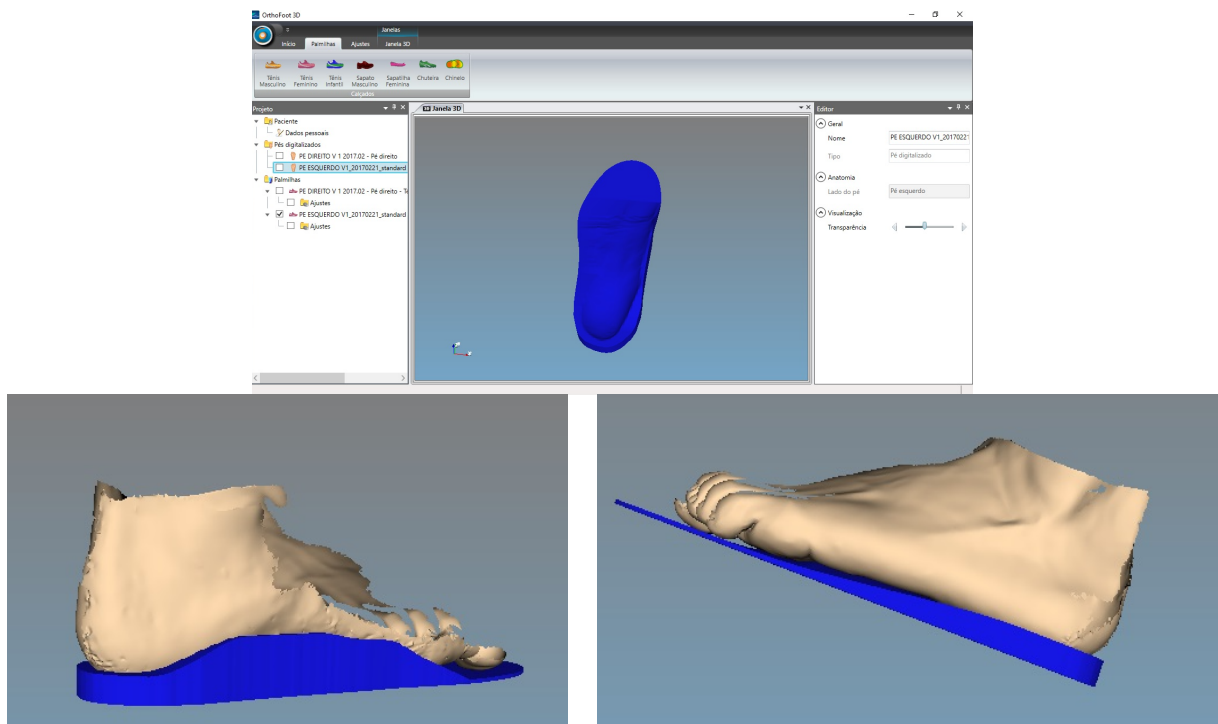 OrthoFoot 3D
Janelas
Início Palmilhas Ajustes Janela 3D
Tênis Masculino
Tênis Feminino
Tênis Infantil
Sapato Masculino
Sapatilha Feminina
Chuteira
Chinelo
Calçados
Projeto
Paciente
Dados pessoais
Pés digitalizados
PE DIREITO V 1 2017.02 - Pé direito
PE ESQUERDO V1_20170221_standard
Palmilhas
PE DIREITO V 1 2017.02 - Pé direito - Tê
Ajustes
PE ESQUERDO V1_20170221_standard
Ajustes
3D Janela 3D
Editor
Geral
Nome PE ESQUERDO V1_20170221
Tipo Pé digitalizado
Anatomia
Lado do pé Pé esquerdo
Visualização
Transparência